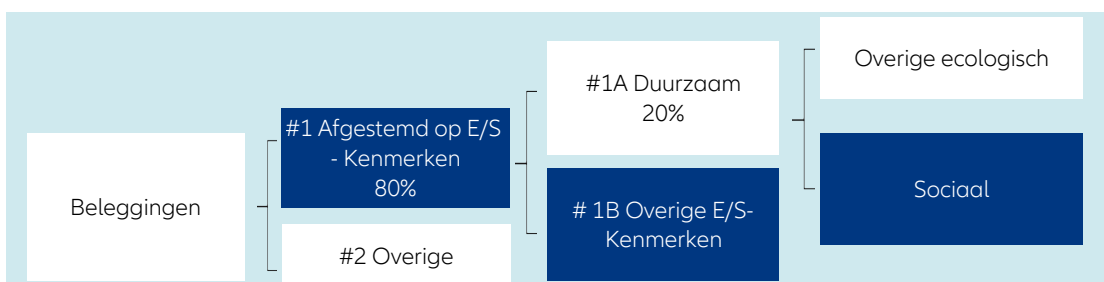 Beleggingen
#1 Afgestemd op E/S
- Kenmerken
80%
#2 Overige
#1A Duurzaam
20%
# 1B Overige E/S-
Kenmerken
Overige ecologisch
Sociaal